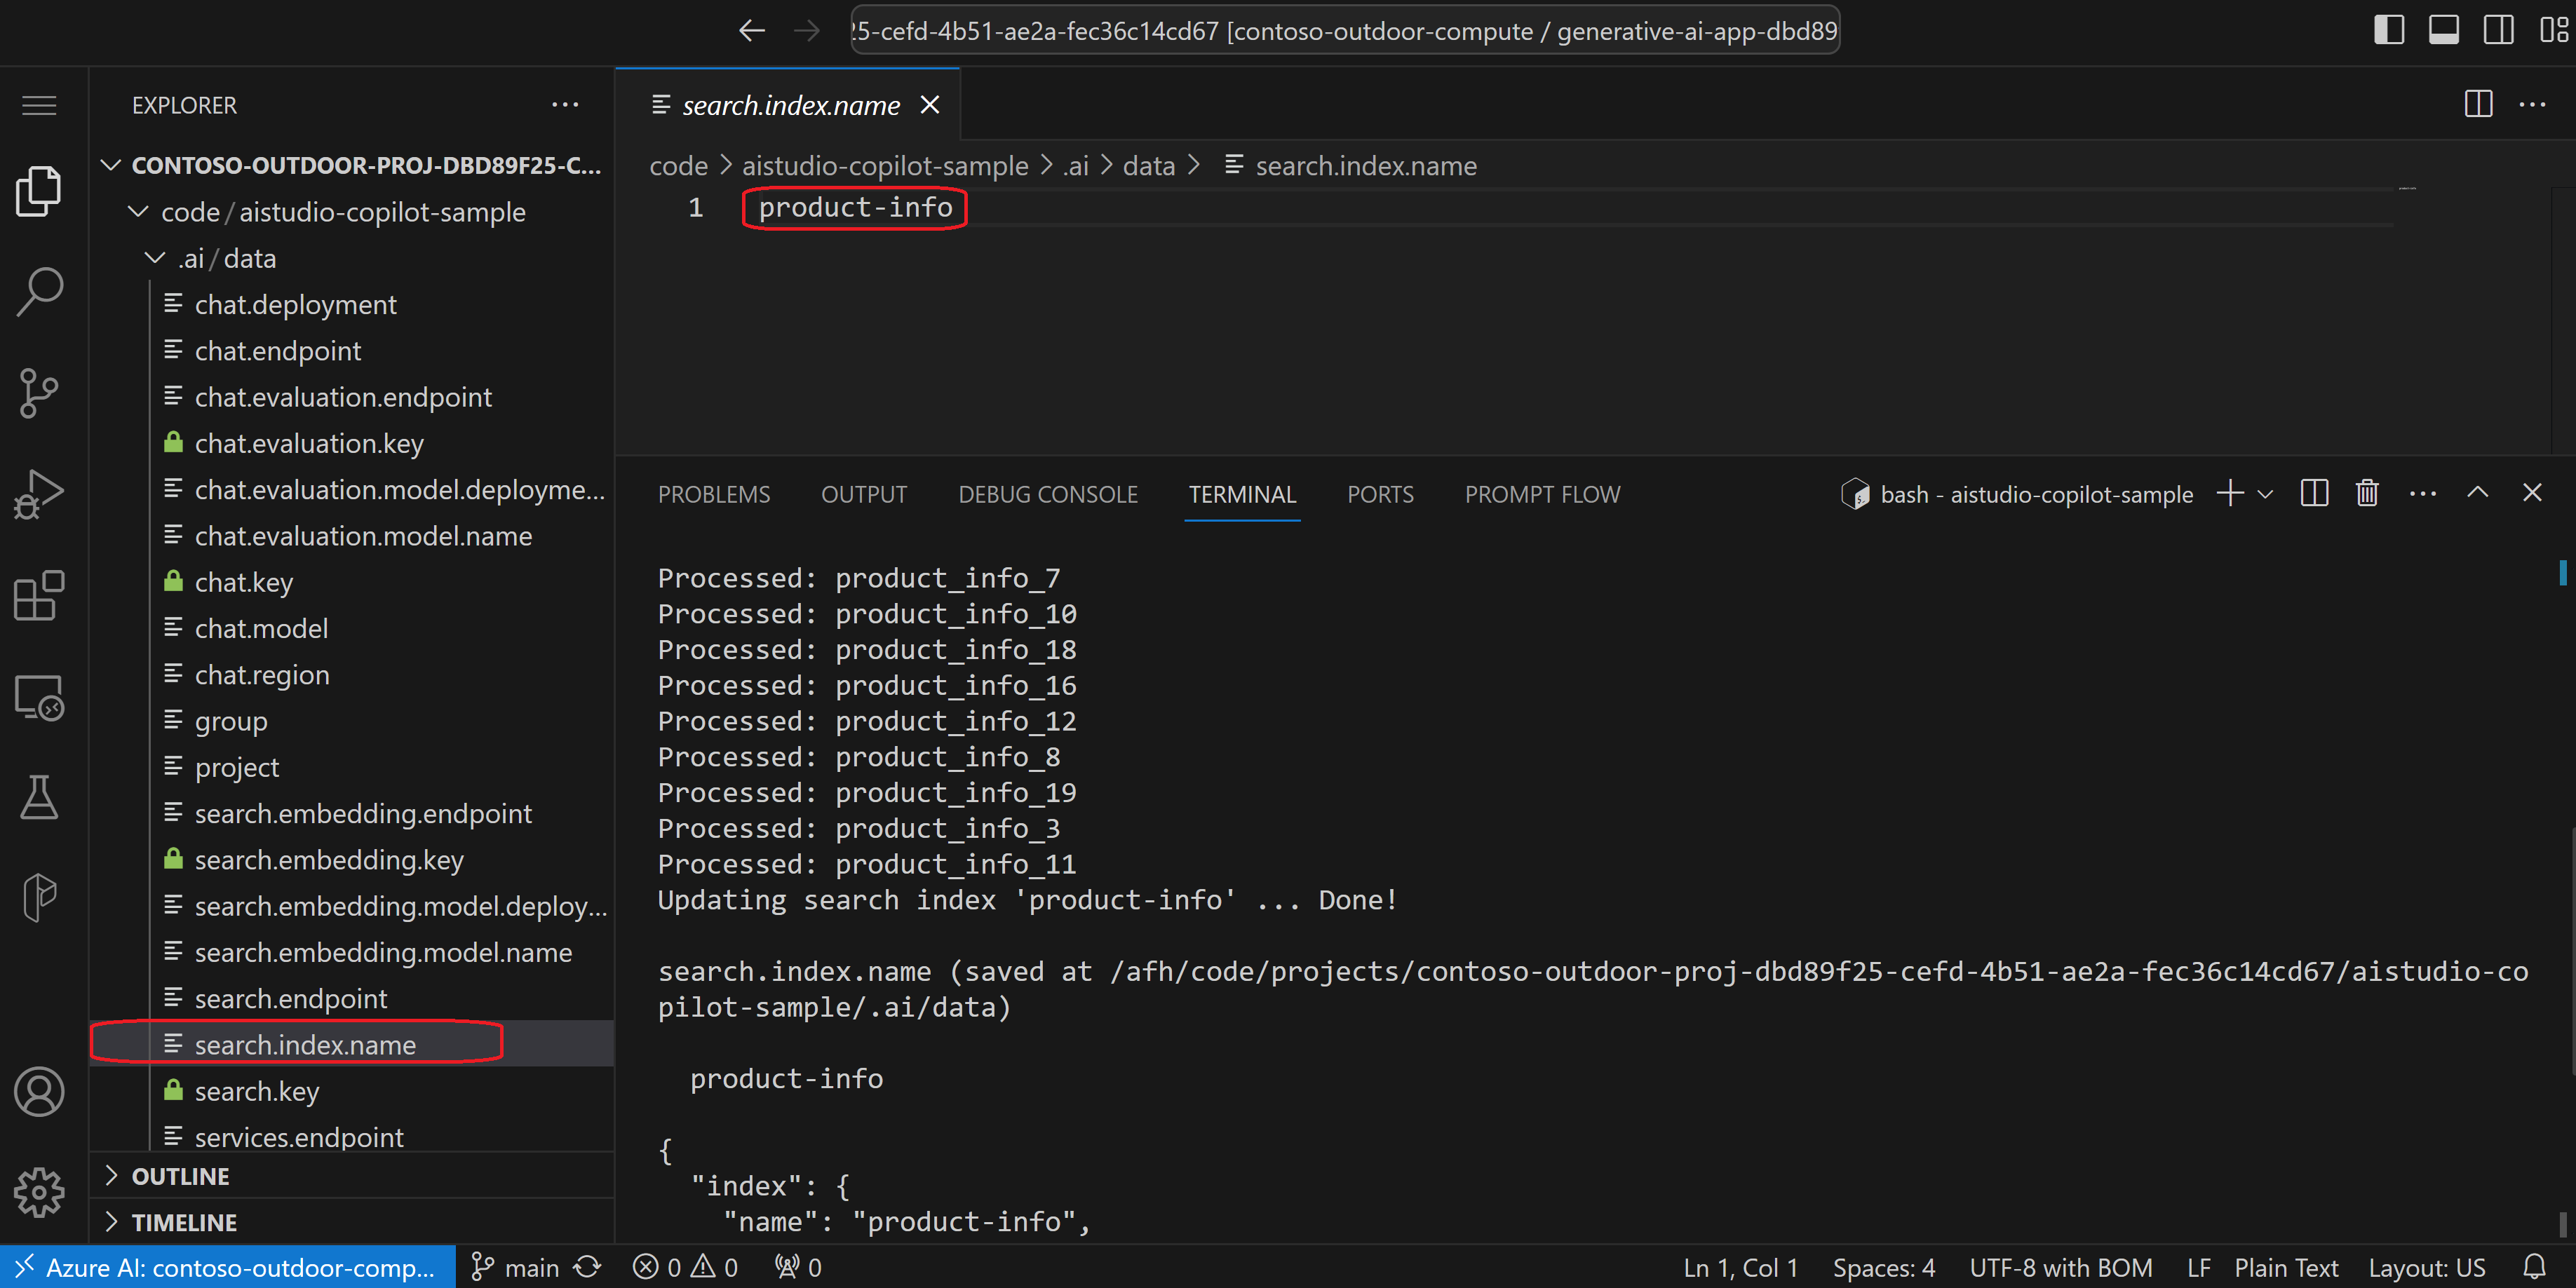 25-cefd-4b51-ae2a-fec36c14cd67 [contoso-outdoor-compute / generative-ai-app-dbd89
EXPLORER
CONTOSO-OUTDOOR-PROJ-DBD89F25-C...
code / aistudio-copilot-sample
.ai / data
chat.deployment
chat.endpoint
chat.evaluation.endpoint
chat.evaluation.key
chat.evaluation.model.deployme...
chat.evaluation.model.name
chat.key
chat.model
chat.region
group
project
search.embedding.endpoint
search.embedding.key
search.embedding.model.deploy...
search.embedding.model.name
search.endpoint
search.index.name
search.key
services.endpoint
OUTLINE
TIMELINE
search.index.name
code > aistudio-copilot-sample > .ai > data > search.index.name
1 product-info
PROBLEMS OUTPUT DEBUG CONSOLE TERMINAL PORTS PROMPT FLOW
bash - aistudio-copilot-sample
Processed: product_info_7
Processed: product_info_10
Processed: product_info_18
Processed: product_info_16
Processed: product_info_12
Processed: product_info_8
Processed: product_info_19
Processed: product_info_3
Processed: product_info_11
Updating search index 'product-info' ... Done!
search.index.name (saved at /afh/code/projects/contoso-outdoor-proj-dbd89f25-cefd-4b51-ae2a-fec36c14cd67/aistudio-co
pilot-sample/.ai/data)
product-info
{
"index": {
"name": "product-info",
Azure AI: contoso-outdoor-comp... main 0 0 0 Ln 1, Col 1 Spaces: 4 UTF-8 with BOM LF Plain Text Layout: US